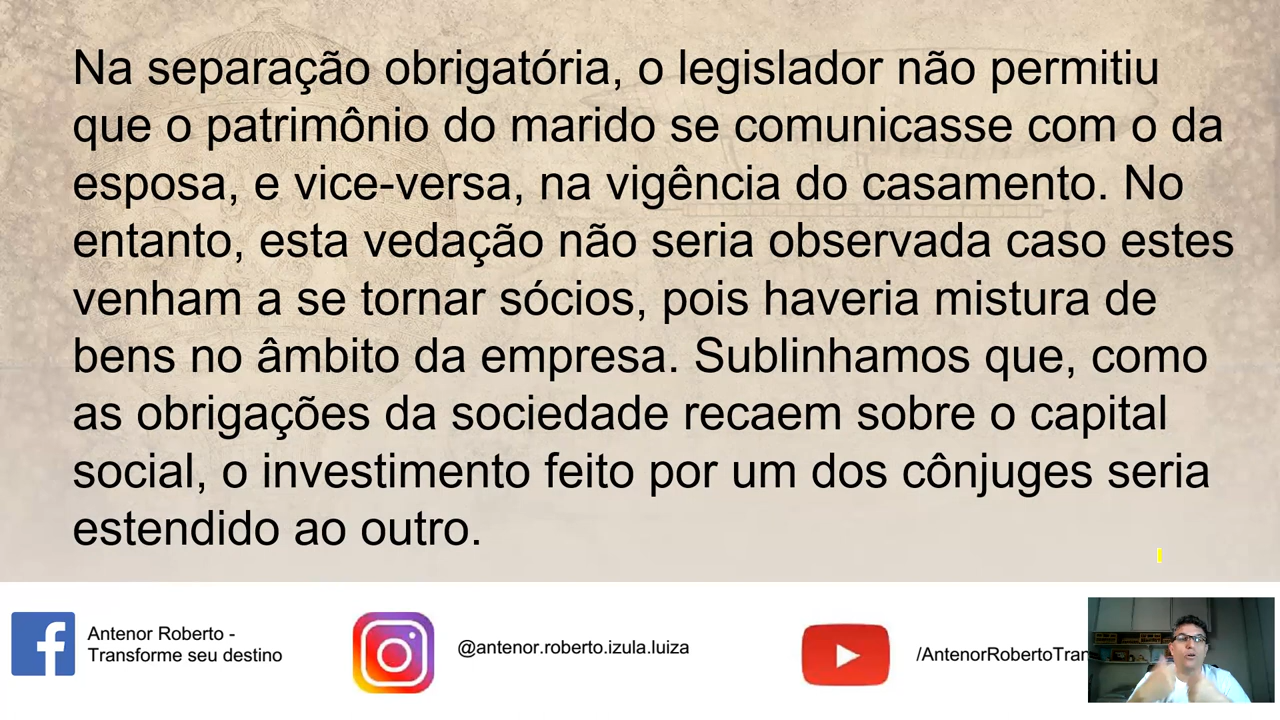 Na separação obrigatória, o legislador não permitiu
que o patrimônio do marido se comunicasse com o da
esposa, e vice-versa, na vigência do casamento. No
entanto, esta vedação não seria observada caso estes
venham a se tornar sócios, pois haveria mistura de
bens no âmbito da empresa. Sublinhamos que, como
as obrigações da sociedade recaem sobre o capital
social, o investimento feito por um dos cônjuges seria
estendido ao outro.
Antenor Roberto -
Transforme seu destino
@antenor.roberto.izula.luiza
/AntenorRobertoTran